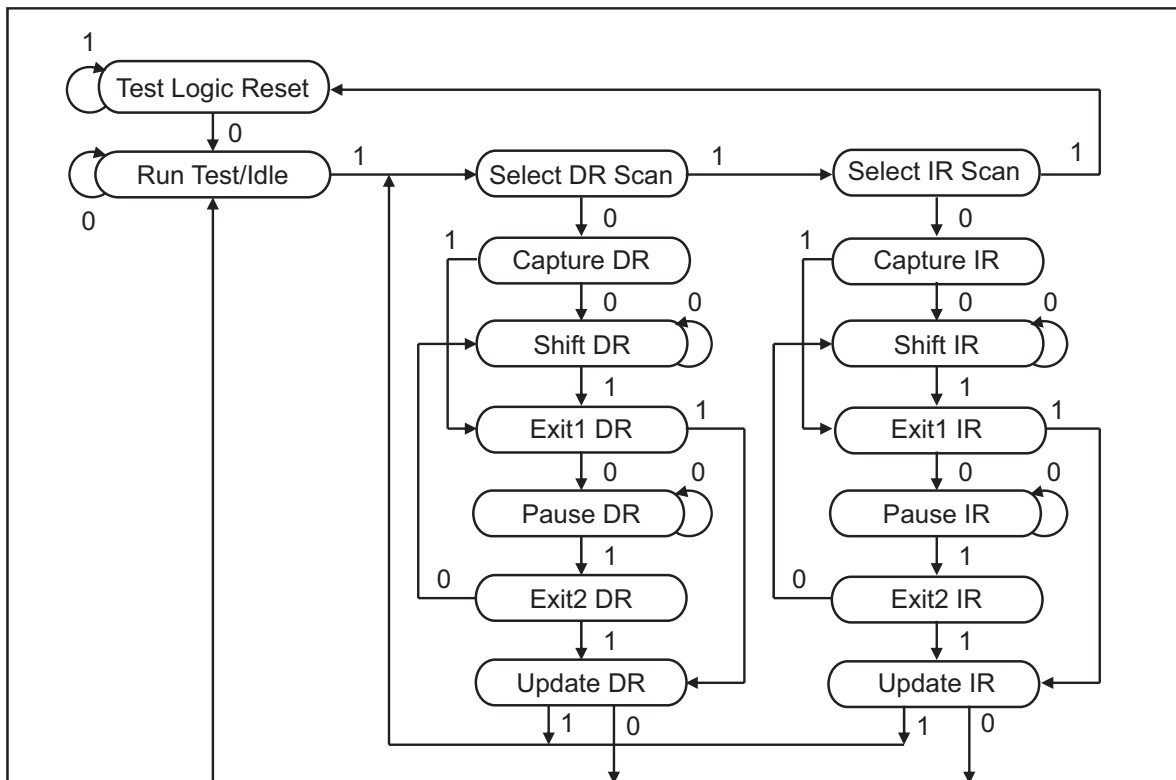 1
Test Logic Reset
0
Run Test/Idle
0
1
Select DR Scan
1
Select IR Scan
1
0
0
1
Capture DR
1
Capture IR
0
0
0
0
Shift DR
Shift IR
1
1
Exit1 DR
1
Exit1 IR
1
0
0
0
0
Pause DR
Pause IR
1
1
0
Exit2 DR
0
Exit2 IR
1
1
Update DR
Update IR
1
0
1
0